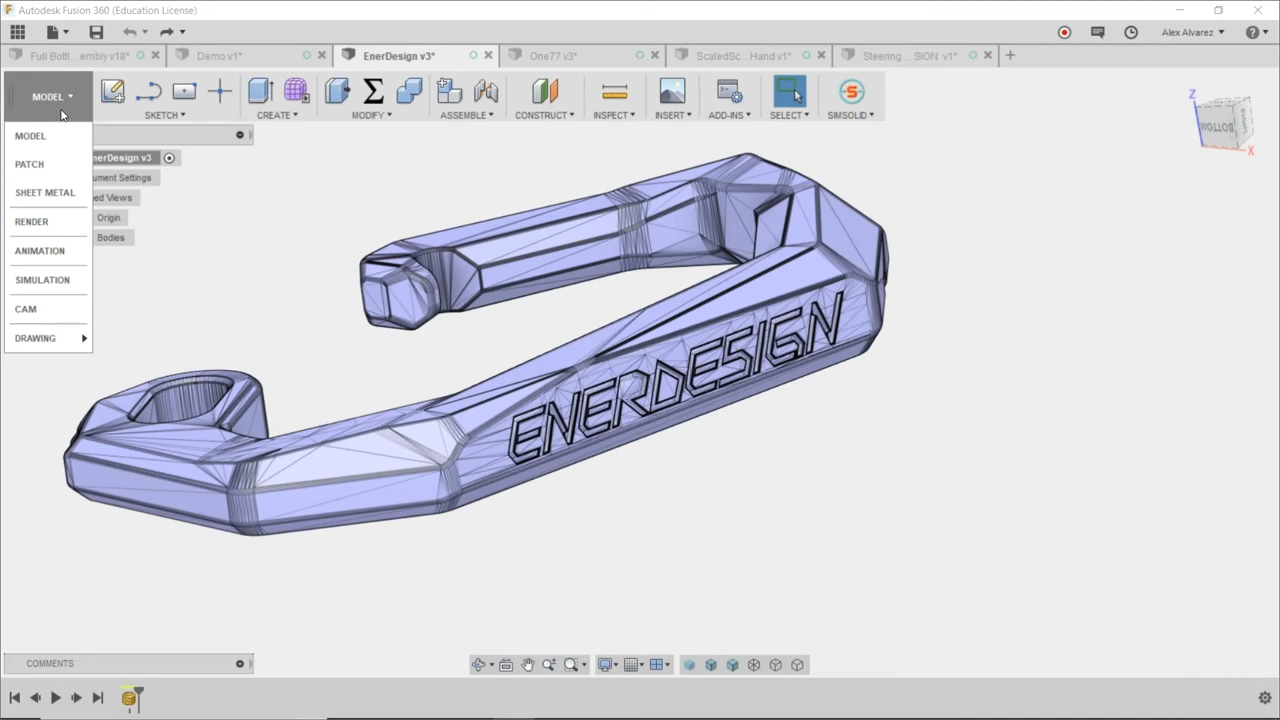 Autodesk Fusion 360 (Education License)
Alex Alvarez
Full Bottl...embly v18*
Demo v1*
EnerDesign v3*
One77 v3*
ScaledSc...Hand v1*
Steering ...SION v1*
MODEL
SKETCH
CREATE
MODIFY
ASSEMBLE
CONSTRUCT
INSPECT
INSERT
ADD-INS
SELECT
SIMSOLID
MODEL
PATCH
SHEET METAL
RENDER
ANIMATION
SIMULATION
CAM
DRAWING
nerDesign v3
ument Settings
ed Views
Origin
Bodies
Z
BOTTOM
X
ENERDESIGN
COMMENTS